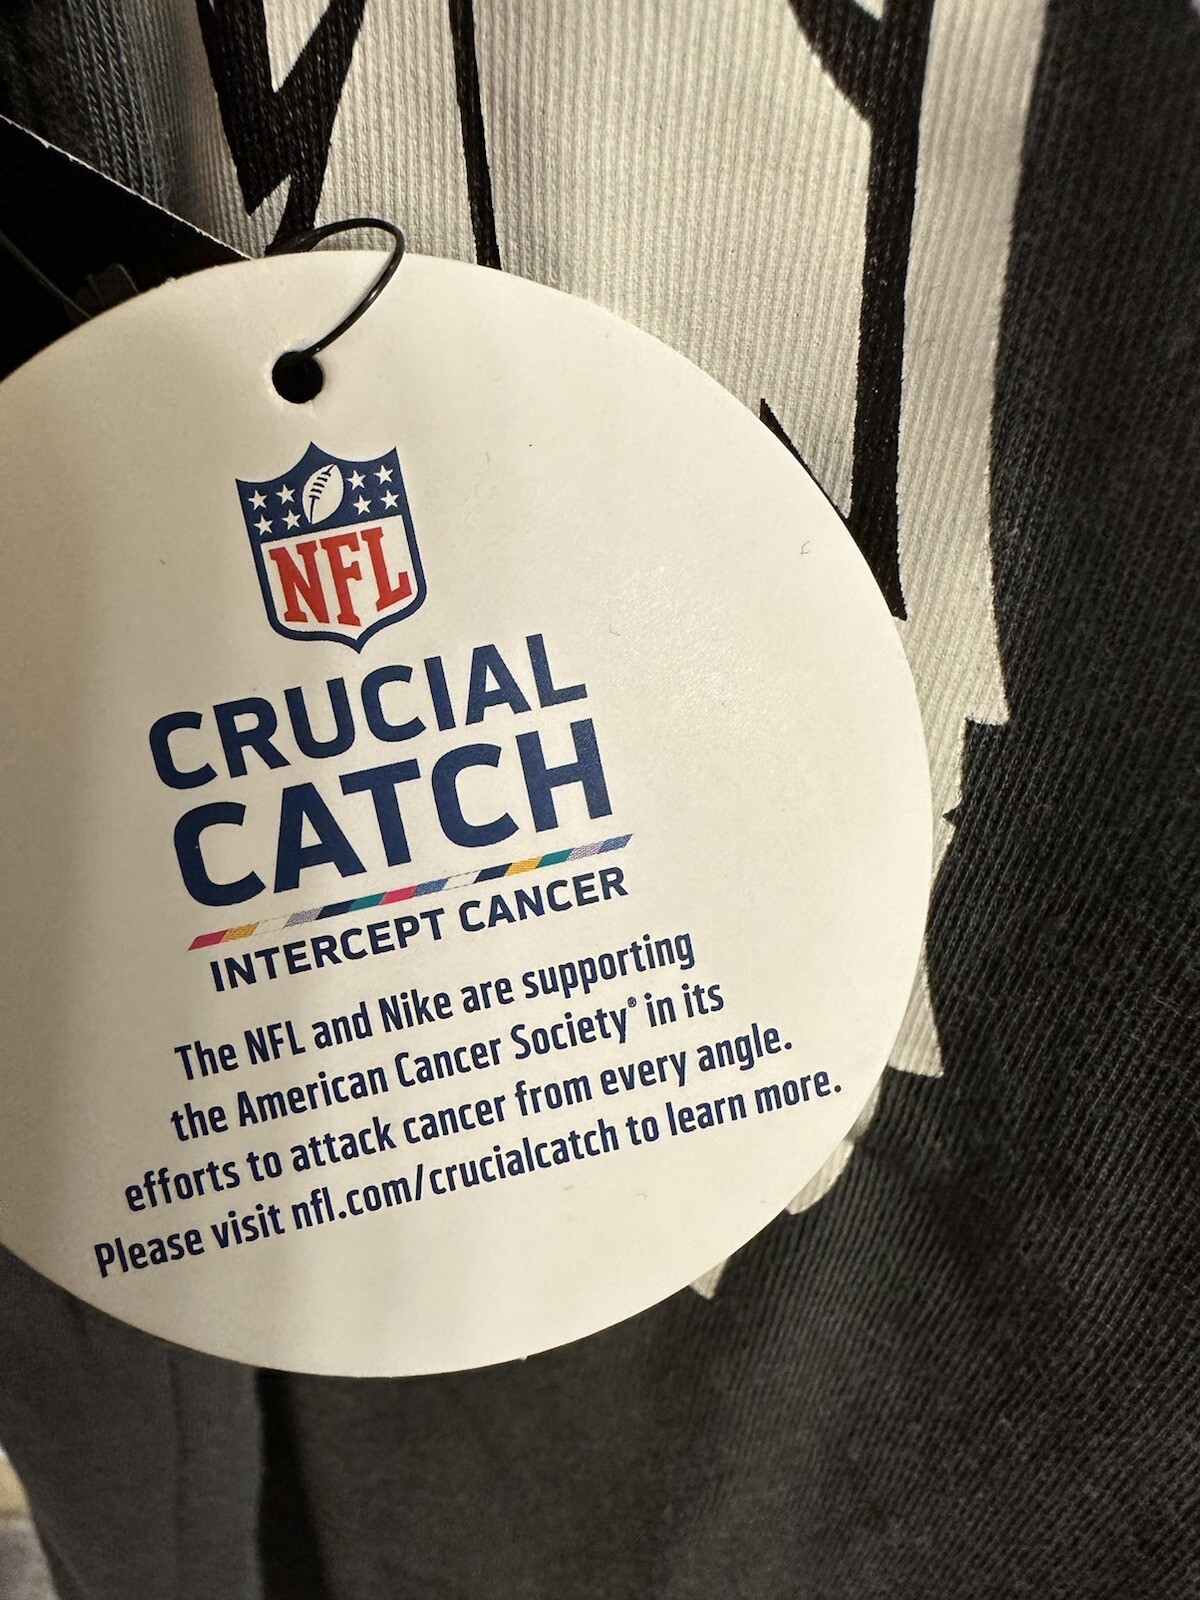 NFL
CRUCIAL
CATCH
INTERCEPT CANCER
The NFL and Nike are supporting
the American Cancer Society® in its
efforts to attack cancer from every angle.
Please visit nfl.com/crucialcatch to learn more.